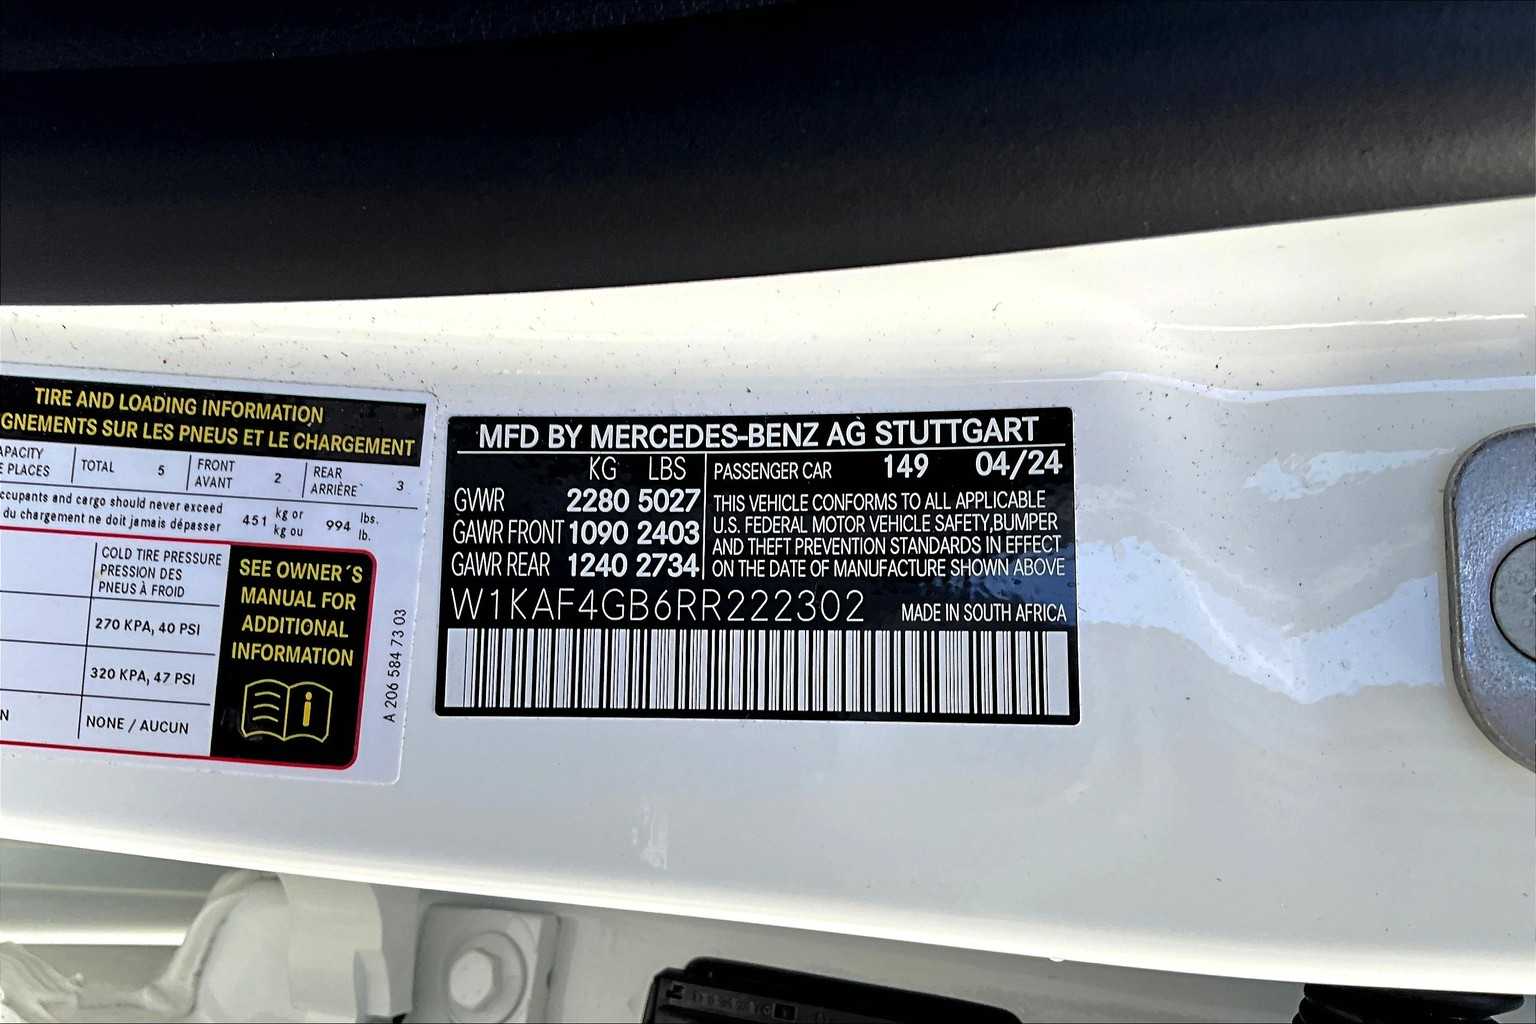 TIRE AND LOADING INFORMATION
GNEMENTS SUR LES PNEUS ET LE CHARGEMENT
APACITY
E PLACES
TOTAL 5
FRONT
AVANT
2
REAR
ARRIÈRE
3
ccupants and cargo should never exceed
du chargement ne doit jamais dépasser
451
kg or
kg ou
994
lbs.
lb.
COLD TIRE PRESSURE
PRESSION DES
PNEUS À FROID
270 KPA, 40 PSI
320 KPA, 47 PSI
N
NONE / AUCUN
SEE OWNER´S
MANUAL FOR
ADDITIONAL
INFORMATION
i
A 206 584 73 03
MFD BY MERCEDES-BENZ AG STUTTGART
KG LBS
GVWR 2280 5027
GAWR FRONT 1090 2403
GAWR REAR 1240 2734
PASSENGER CAR 149 04/24
THIS VEHICLE CONFORMS TO ALL APPLICABLE
U.S. FEDERAL MOTOR VEHICLE SAFETY,BUMPER
AND THEFT PREVENTION STANDARDS IN EFFECT
ON THE DATE OF MANUFACTURE SHOWN ABOVE
W1KAF4GB6RR222302
MADE IN SOUTH AFRICA